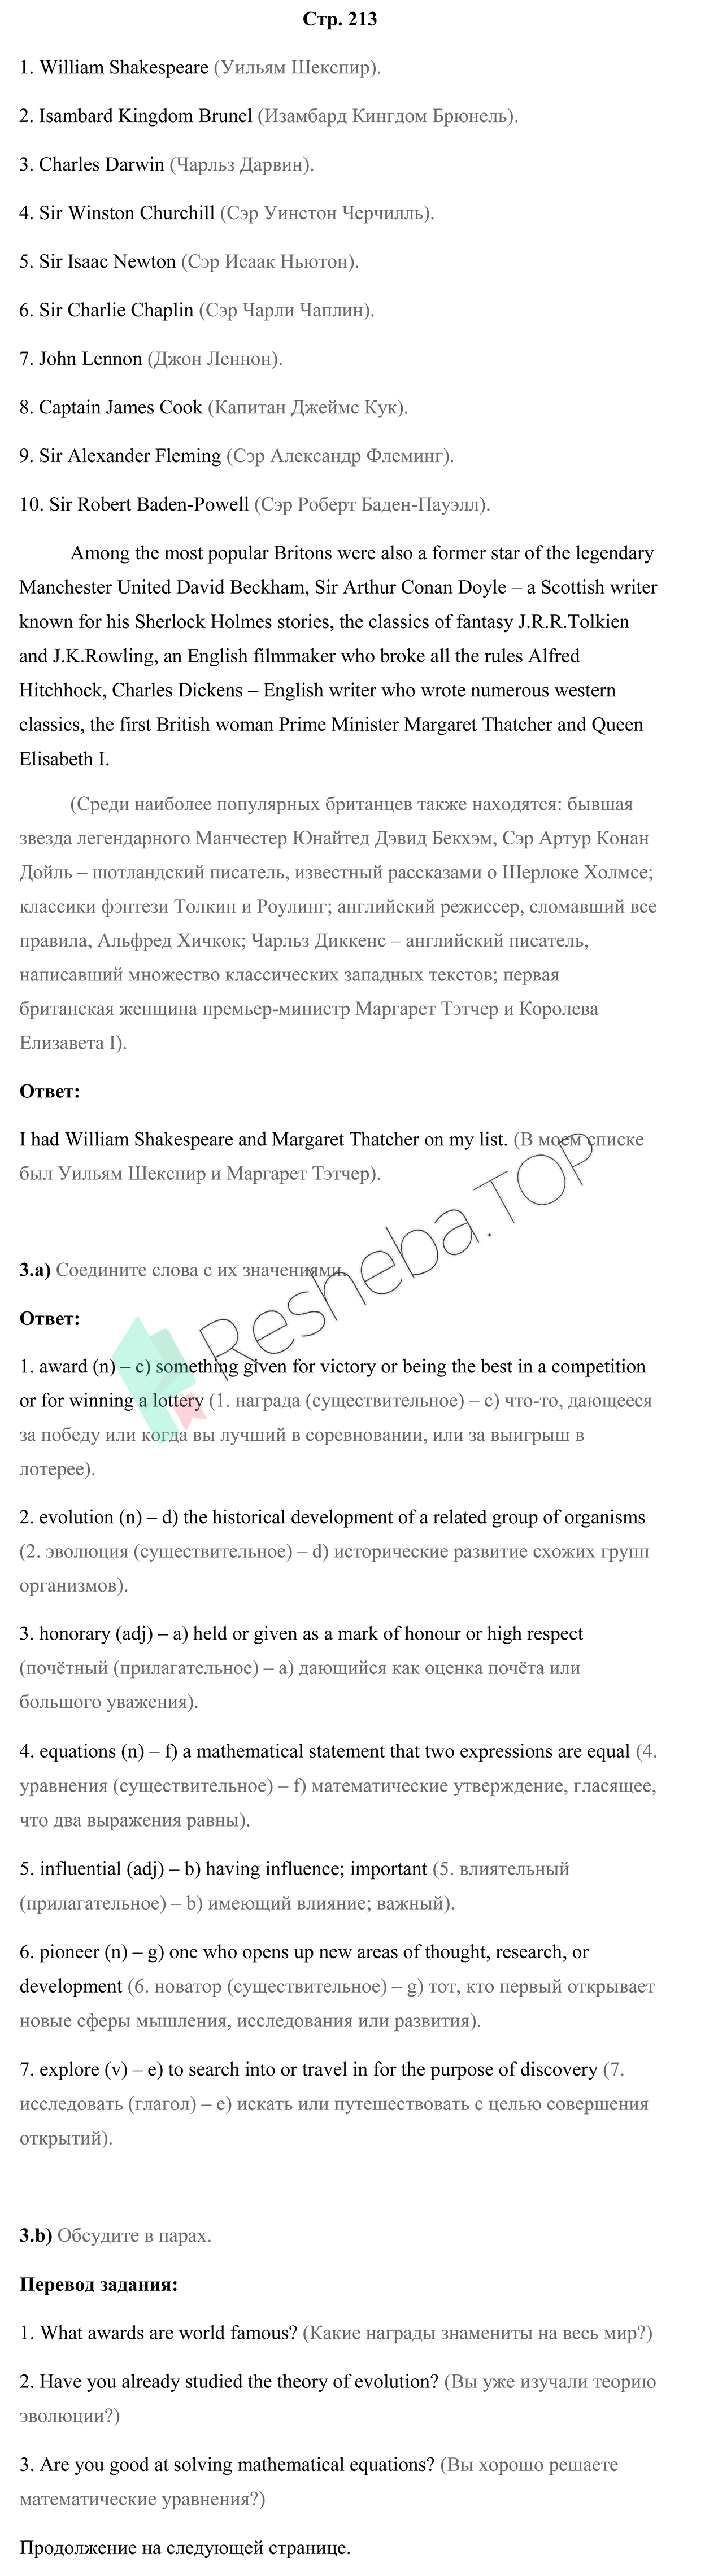 Стр. 213
1. William Shakespeare (Уильям Шекспир).
2. Isambard Kingdom Brunel (Изамбард Кингдом Брюнель).
3. Charles Darwin (Чарльз Дарвин).
4. Sir Winston Churchill (Сэр Уинстон Черчилль).
5. Sir Isaac Newton (Сэр Исаак Ньютон).
6. Sir Charlie Chaplin (Сэр Чарли Чаплин).
7. John Lennon (Джон Леннон).
8. Captain James Cook (Капитан Джеймс Кук).
9. Sir Alexander Fleming (Сэр Александр Флеминг).
10. Sir Robert Baden-Powell (Сэр Роберт Баден-Пауэлл).
Among the most popular Britons were also a former star of the legendary
Manchester United David Beckham, Sir Arthur Conan Doyle – a Scottish writer
known for his Sherlock Holmes stories, the classics of fantasy J.R.R.Tolkien
and J.K.Rowling, an English filmmaker who broke all the rules Alfred
Hitchhock, Charles Dickens – English writer who wrote numerous western
classics, the first British woman Prime Minister Margaret Thatcher and Queen
Elisabeth I.
(Среди наиболее популярных британцев также находятся: бывшая
звезда легендарного Манчестер Юнайтед Дэвид Бекхэм, Сэр Артур Конан
Дойль – шотландский писатель, известный рассказами о Шерлоке Холмсе;
классики фэнтези Толкин и Роулинг; английский режиссер, сломавший все
правила, Альфред Хичкок; Чарльз Диккенс – английский писатель,
написавший множество классических западных текстов; первая
британская женщина премьер-министр Маргарет Тэтчер и Королева
Елизавета I).
Ответ:
I had William Shakespeare and Margaret Thatcher on my list. (В моем списке
был Уильям Шекспир и Маргарет Тэтчер).
Resheba.TOP
3.a) Соедините слова с их значениями.
Ответ:
1. award (n) – c) something given for victory or being the best in a competition
or for winning a lottery (1. награда (существительное) – c) что-то, дающееся
за победу или когда вы лучший в соревновании, или за выигрыш в
лотерее).
2. evolution (n) – d) the historical development of a related group of organisms
(2. эволюция (существительное) – d) исторические развитие схожих групп
организмов).
3. honorary (adj) – a) held or given as a mark of honour or high respect
(почётный (прилагательное) – a) дающийся как оценка почёта или
большого уважения).
4. equations (n) – f) a mathematical statement that two expressions are equal (4.
уравнения (существительное) – f) математические утверждение, гласящее,
что два выражения равны).
5. influential (adj) – b) having influence; important (5. влиятельный
(прилагательное) – b) имеющий влияние; важный).
6. pioneer (n) – g) one who opens up new areas of thought, research, or
development (6. новатор (существительное) – g) тот, кто первый открывает
новые сферы мышления, исследования или развития).
7. explore (v) – e) to search into or travel in for the purpose of discovery (7.
исследовать (глагол) – e) искать или путешествовать с целью совершения
открытий).
3.b) Обсудите в парах.
Перевод задания:
1. What awards are world famous? (Какие награды знамениты на весь мир?)
2. Have you already studied the theory of evolution? (Вы уже изучали теорию
эволюции?)
3. Are you good at solving mathematical equations? (Вы хорошо решаете
математические уравнения?)
Продолжение на следующей странице.